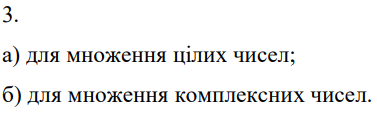 3.
а) для множення цілих чисел;
б) для множення комплексних чисел.